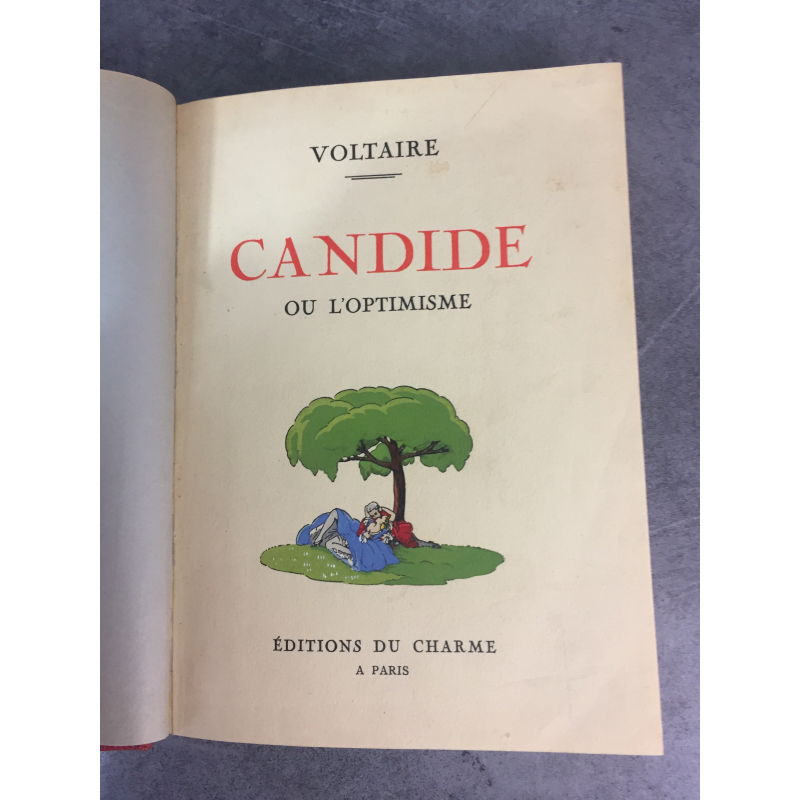 VOLTAIRE
CANDIDE
OU L'OPTIMISME
ÉDITIONS DU CHARME
A PARIS